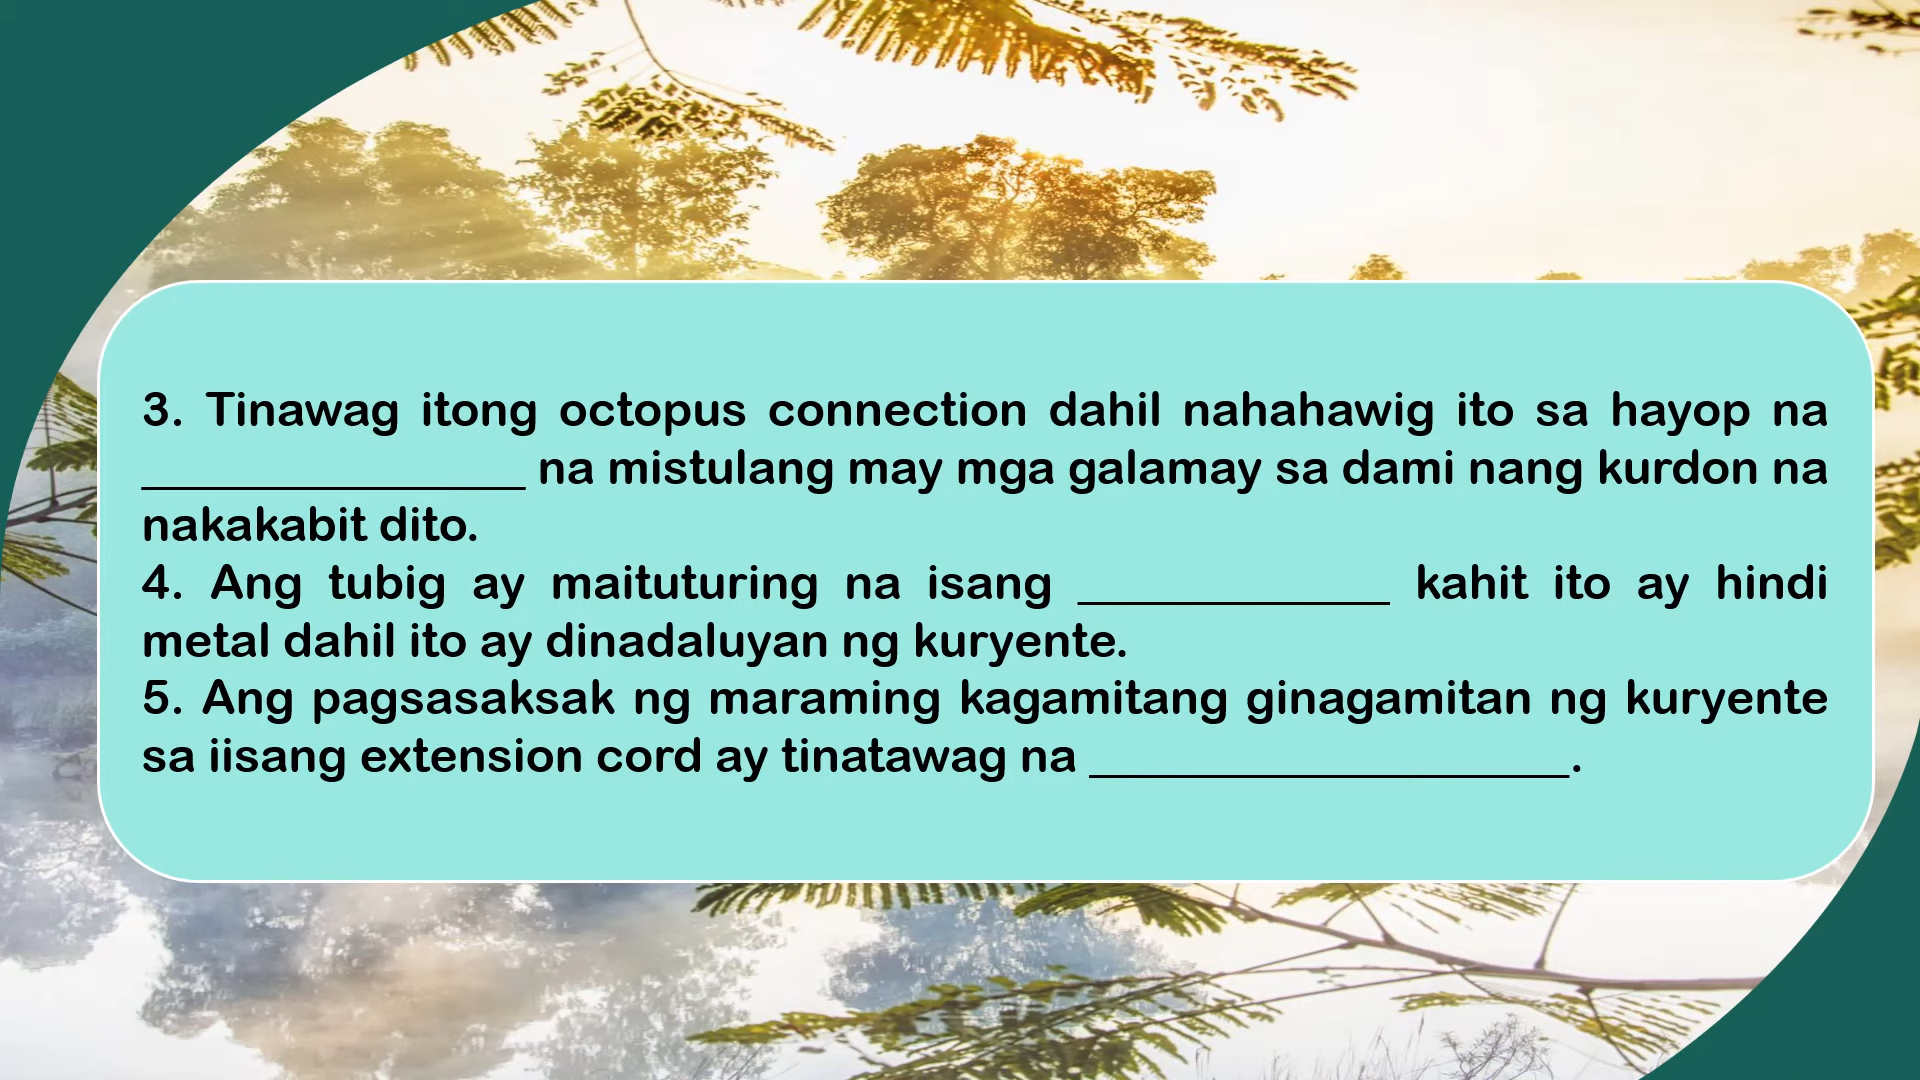 3. Tinawag itong octopus connection dahil nahahawig ito sa hayop na
________________ na mistulang may mga galamay sa dami nang kurdon na
nakakabit dito.
4. Ang tubig ay maituturing na isang _____________ kahit ito ay hindi
metal dahil ito ay dinadaluyan ng kuryente.
5. Ang pagsasaksak ng maraming kagamitang ginagamitan ng kuryente
sa iisang extension cord ay tinatawag na ____________________.